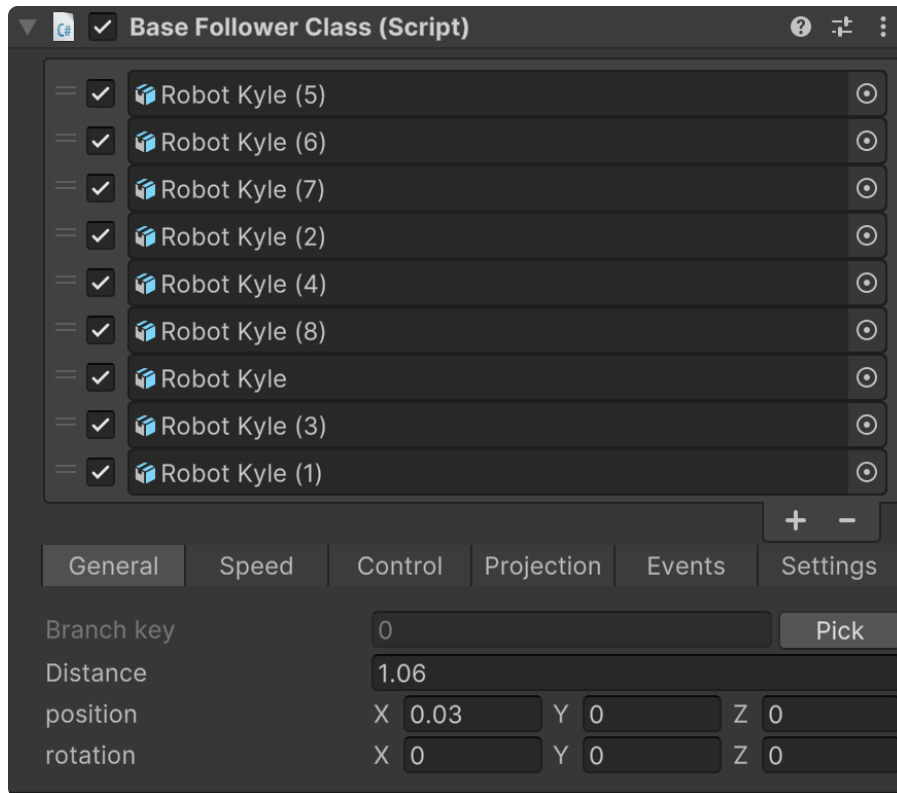 C# Base Follower Class (Script)
Robot Kyle (5)
Robot Kyle (6)
Robot Kyle (7)
Robot Kyle (2)
Robot Kyle (4)
Robot Kyle (8)
Robot Kyle
Robot Kyle (3)
Robot Kyle (1)
General Speed Control Projection Events Settings
Branch key 0 Pick
Distance 1.06
position X 0.03 Y 0 Z 0
rotation X 0 Y 0 Z 0